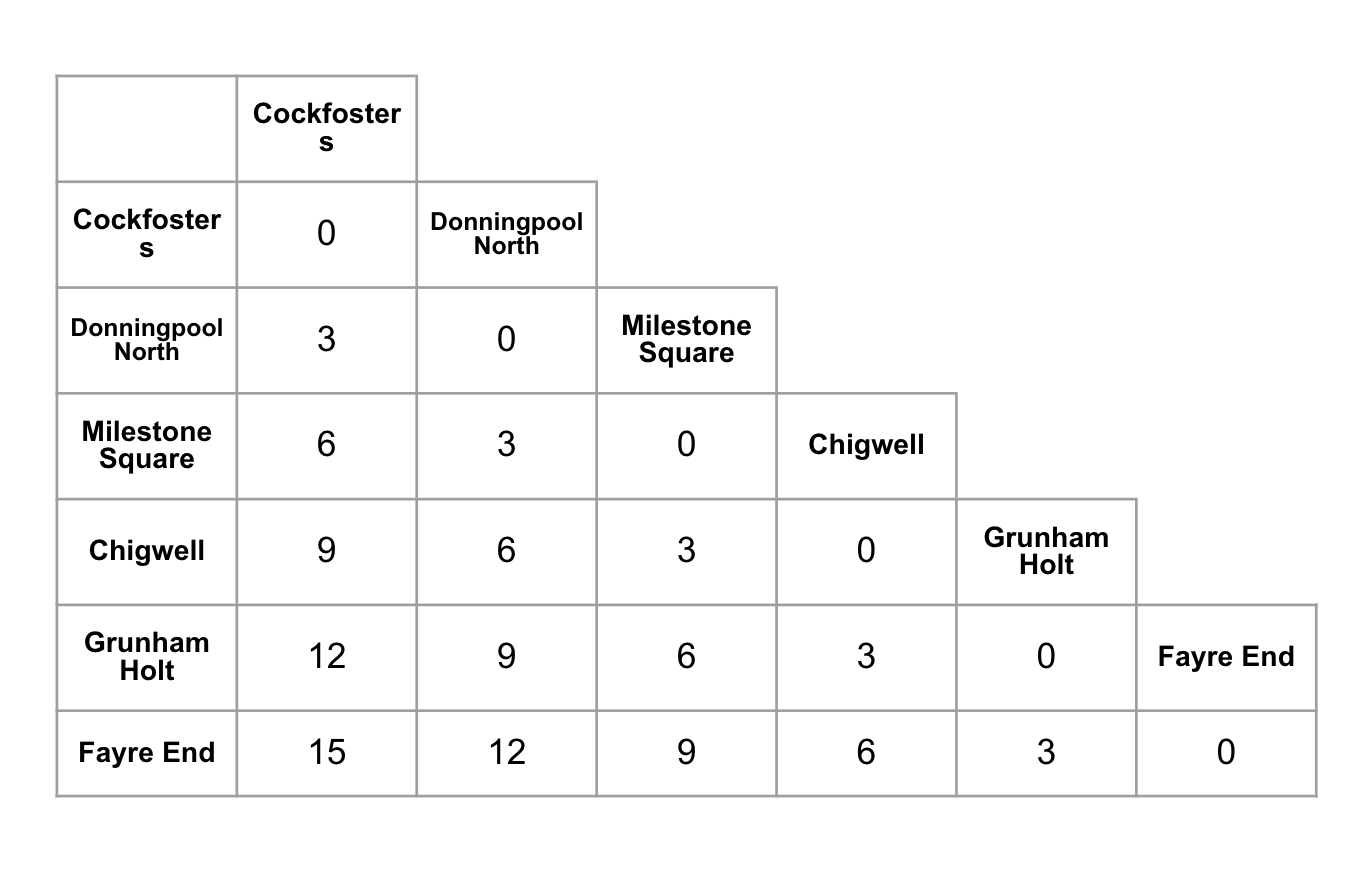 Cockfoster
s
Cockfoster
s
0
Donningpool
North
Donningpool
North
3
0
Milestone
Square
Milestone
Square
6
3
0
Chigwell
Chigwell
9
6
3
0
Grunham
Holt
Grunham
Holt
12
9
6
3
0
Fayre End
Fayre End
15
12
9
6
3
0